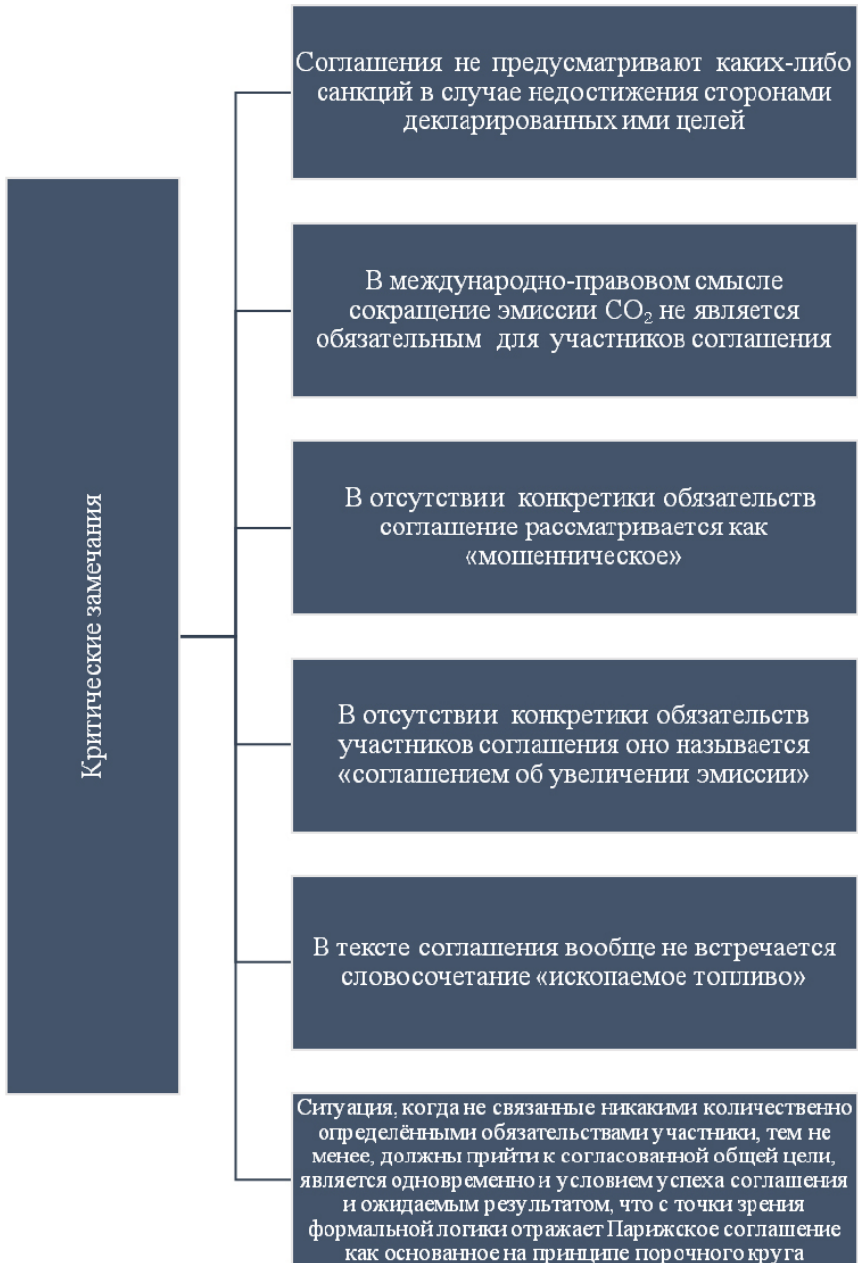 Критические замечания
Соглашения не предусматривают каких-либо
санкций в случае недостижения сторонами
декларированных ими целей
В международно-правовом смысле
сокращение эмиссии CO₂ не является
обязательным для участников соглашения
В отсутствии конкретики обязательств
соглашение рассматривается как
«мошенническое»
В отсутствии конкретики обязательств
участников соглашения оно называется
«соглашением об увеличении эмиссии»
В тексте соглашения вообще не встречается
словосочетание «ископаемое топливо»
Ситуация, когда не связанные никакими количественно
определёнными обязательствами участники, тем не
менее, должны прийти к согласованной общей цели,
является одновременно и условием успеха соглашения
и ожидаемым результатом, что с точки зрения
формальной логики отражает Парижское соглашение
как основанное на принципе порочного круга